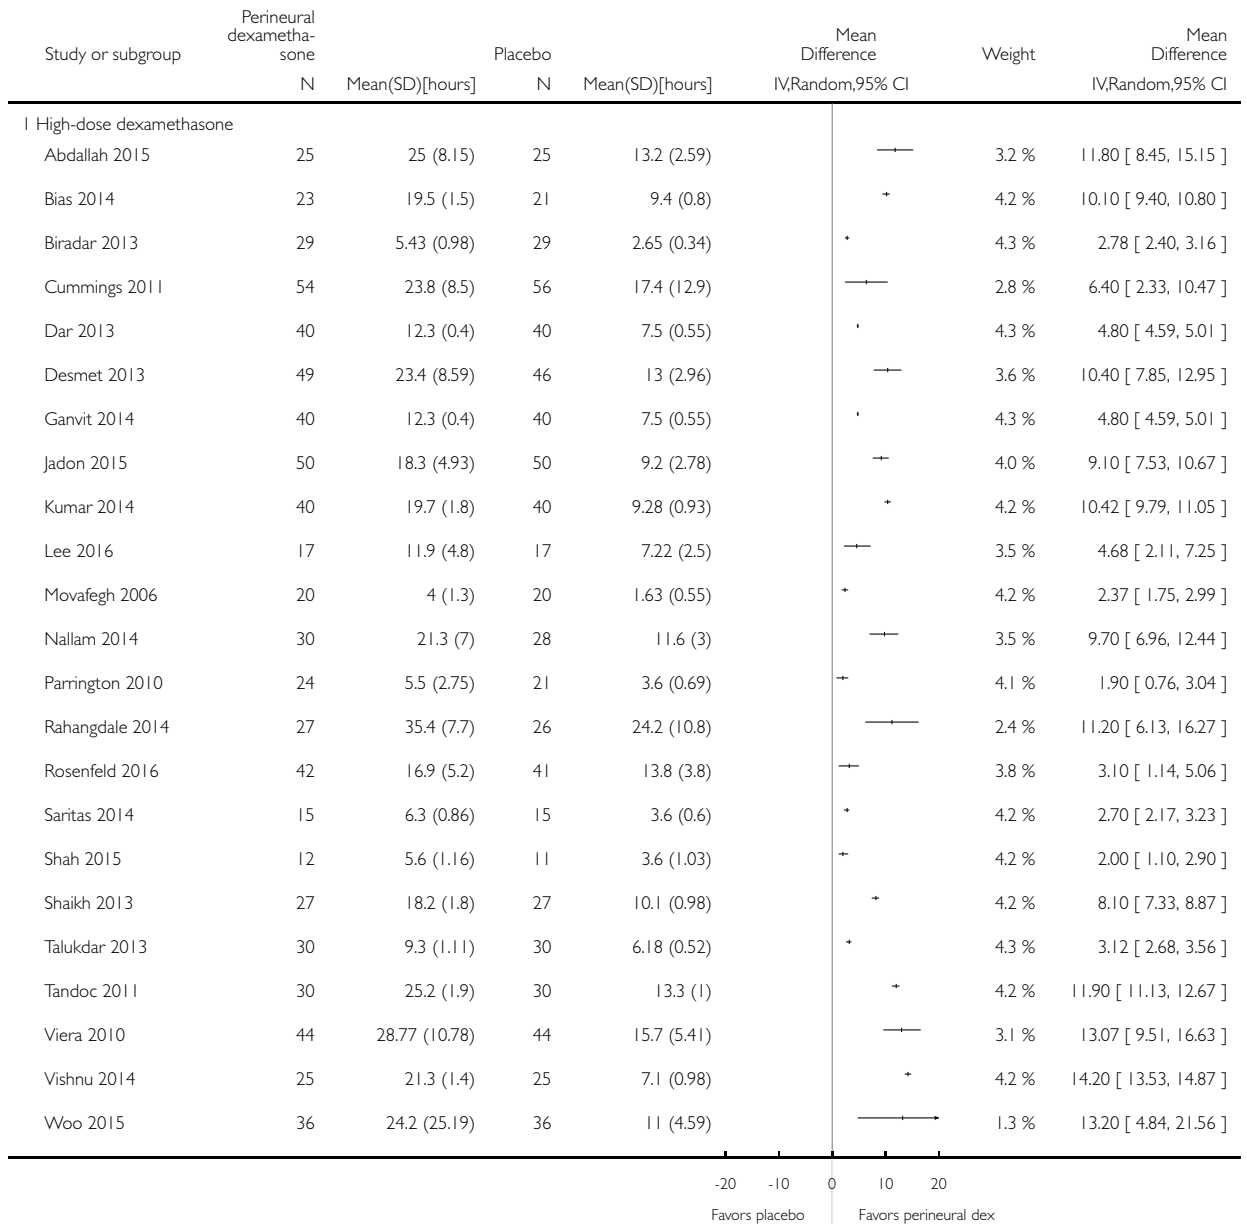 Perineural
dexametha- Mean Mean
Study or subgroup sone Placebo Difference Weight Difference
N Mean(SD)[hours] N Mean(SD)[hours] IV,Random,95% CI IV,Random,95% CI
1 High-dose dexamethasone
Abdallah 2015 25 25 (8.15) 25 13.2 (2.59) 3.2 % 11.80 [ 8.45, 15.15 ]
Bias 2014 23 19.5 (1.5) 21 9.4 (0.8) 4.2 % 10.10 [ 9.40, 10.80 ]
Biradar 2013 29 5.43 (0.98) 29 2.65 (0.34) 4.3 % 2.78 [ 2.40, 3.16 ]
Cummings 2011 54 23.8 (8.5) 56 17.4 (12.9) 2.8 % 6.40 [ 2.33, 10.47 ]
Dar 2013 40 12.3 (0.4) 40 7.5 (0.55) 4.3 % 4.80 [ 4.59, 5.01 ]
Desmet 2013 49 23.4 (8.59) 46 13 (2.96) 3.6 % 10.40 [ 7.85, 12.95 ]
Ganvit 2014 40 12.3 (0.4) 40 7.5 (0.55) 4.3 % 4.80 [ 4.59, 5.01 ]
Jadon 2015 50 18.3 (4.93) 50 9.2 (2.78) 4.0 % 9.10 [ 7.53, 10.67 ]
Kumar 2014 40 19.7 (1.8) 40 9.28 (0.93) 4.2 % 10.42 [ 9.79, 11.05 ]
Lee 2016 17 11.9 (4.8) 17 7.22 (2.5) 3.5 % 4.68 [ 2.11, 7.25 ]
Movafegh 2006 20 4 (1.3) 20 1.63 (0.55) 4.2 % 2.37 [ 1.75, 2.99 ]
Nallam 2014 30 21.3 (7) 28 11.6 (3) 3.5 % 9.70 [ 6.96, 12.44 ]
Parrington 2010 24 5.5 (2.75) 21 3.6 (0.69) 4.1 % 1.90 [ 0.76, 3.04 ]
Rahangdale 2014 27 35.4 (7.7) 26 24.2 (10.8) 2.4 % 11.20 [ 6.13, 16.27 ]
Rosenfeld 2016 42 16.9 (5.2) 41 13.8 (3.8) 3.8 % 3.10 [ 1.14, 5.06 ]
Saritas 2014 15 6.3 (0.86) 15 3.6 (0.6) 4.2 % 2.70 [ 2.17, 3.23 ]
Shah 2015 12 5.6 (1.16) 11 3.6 (1.03) 4.2 % 2.00 [ 1.10, 2.90 ]
Shaikh 2013 27 18.2 (1.8) 27 10.1 (0.98) 4.2 % 8.10 [ 7.33, 8.87 ]
Talukdar 2013 30 9.3 (1.11) 30 6.18 (0.52) 4.3 % 3.12 [ 2.68, 3.56 ]
Tandoc 2011 30 25.2 (1.9) 30 13.3 (1) 4.2 % 11.90 [ 11.13, 12.67 ]
Viera 2010 44 28.77 (10.78) 44 15.7 (5.41) 3.1 % 13.07 [ 9.51, 16.63 ]
Vishnu 2014 25 21.3 (1.4) 25 7.1 (0.98) 4.2 % 14.20 [ 13.53, 14.87 ]
Woo 2015 36 24.2 (25.19) 36 11 (4.59) 1.3 % 13.20 [ 4.84, 21.56 ]
-20 -10 0 10 20
Favors placebo Favors perineural dex